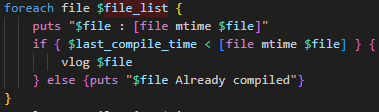 foreach file $file_list {
puts "$file : [file mtime $file]"
if { $last_compile_time < [file mtime $file] } {
vlog $file
} else {puts "$file Already compiled"}
}